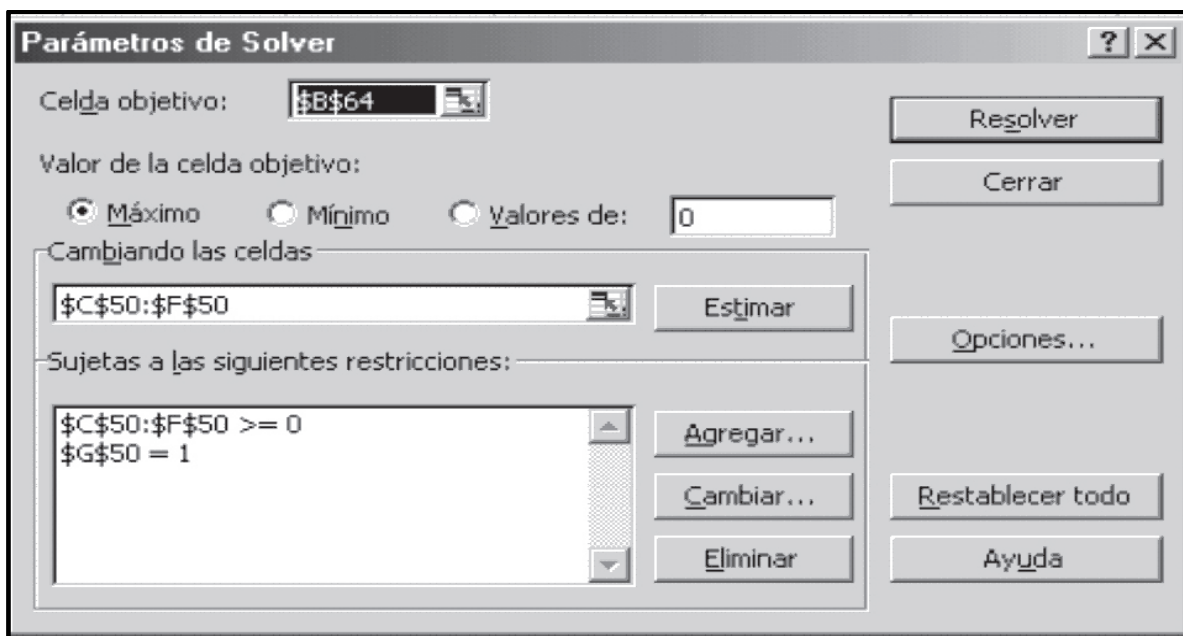 Parámetros de Solver
Celda objetivo: $B$64
Resolver
Valor de la celda objetivo:
Cerrar
Máximo Mínimo Valores de: 0
Cambiando las celdas
$C$50:$F$50 Estimar
Opciones...
Sujetas a las siguientes restricciones:
$C$50:$F$50 >= 0
$G$50 = 1
Agregar...
Cambiar...
Restablecer todo
Eliminar
Ayuda